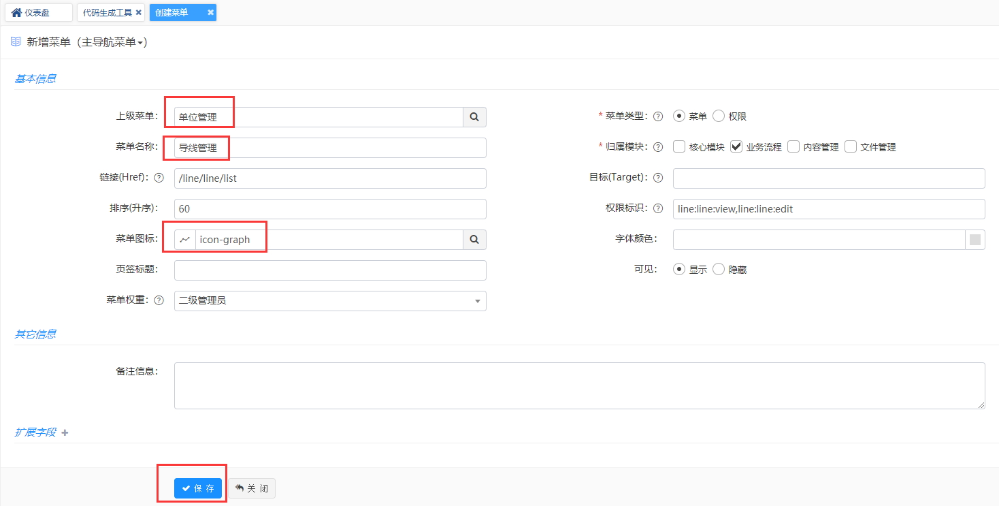 仪表盘 代码生成工具 创建菜单
新增菜单（主导航菜单）
基本信息
上级菜单： 单位管理 * 菜单类型： 菜单 权限
菜单名称： 导线管理 * 归属模块： 核心模块 业务流程 内容管理 文件管理
链接(Href)： /line/line/list 目标(Target)：
排序(升序)： 60 权限标识： line:line:view,line:line:edit
菜单图标： icon-graph 字体颜色：
页签标题： 可见： 显示 隐藏
菜单权重： 二级管理员
其它信息
备注信息：
扩展字段
保 存 关 闭